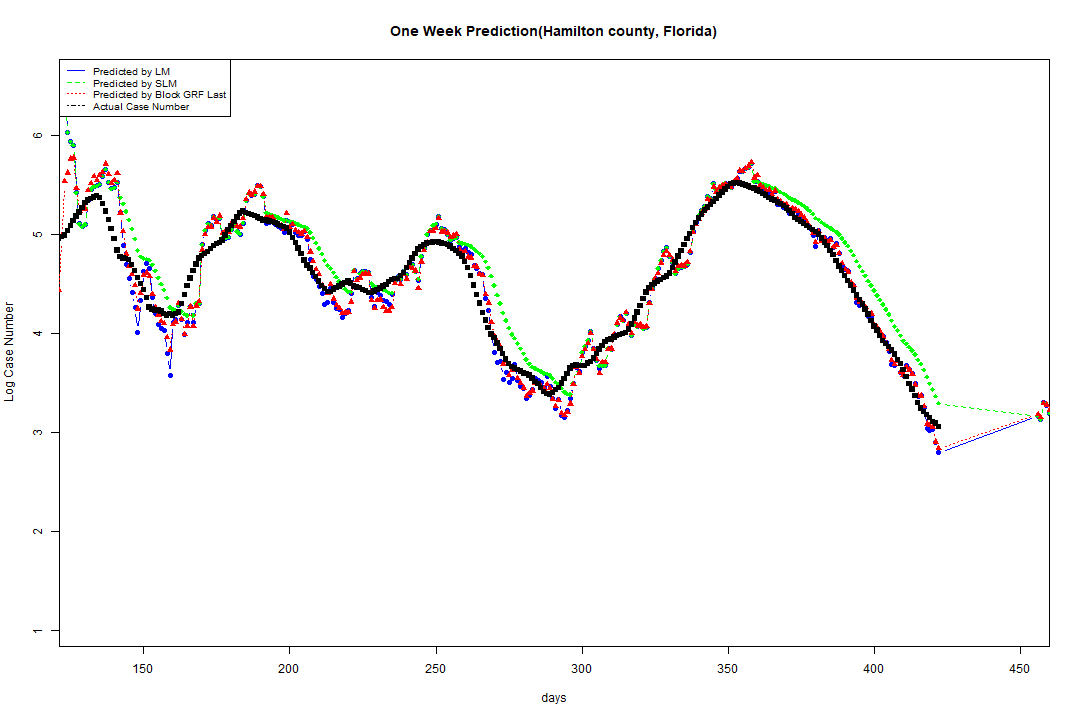 One Week Prediction(Hamilton county, Florida)
Predicted by LM
Predicted by SLM
Predicted by Block GRF Last
Actual Case Number
Log Case Number
6
5
4
3
2
1
150 200 250 300 350 400 450
days